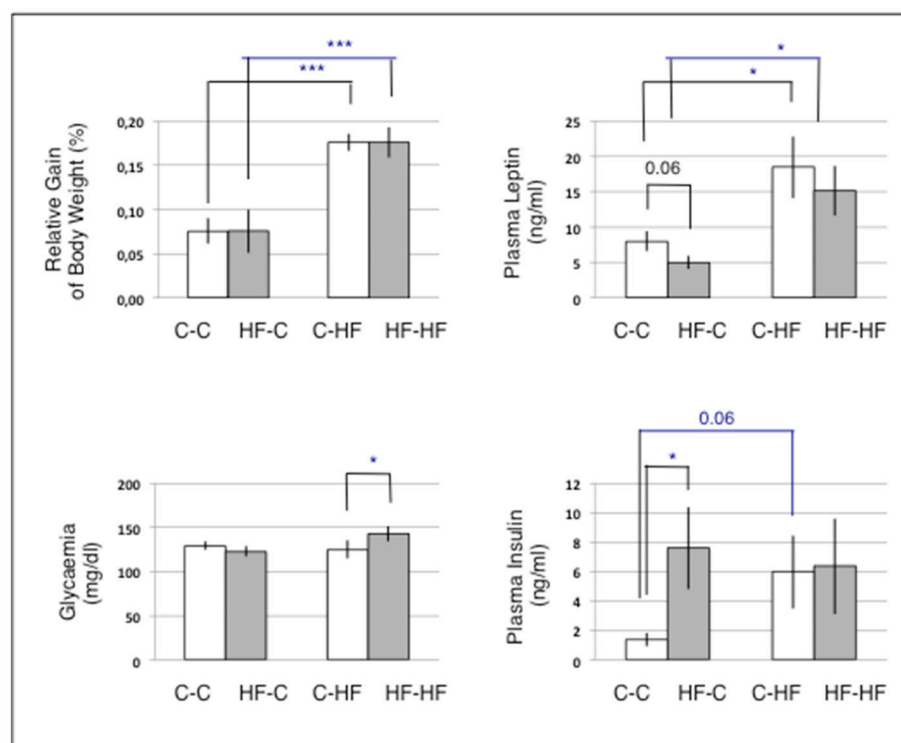 ***
***
0,20
0,15
0,10
0,05
0,00
Relative Gain
of Body Weight (%)
C-C HF-C C-HF HF-HF
*
*
0.06
25
20
15
10
5
0
Plasma Leptin
(ng/ml)
C-C HF-C C-HF HF-HF
*
200
150
100
50
0
Glycaemia
(mg/dl)
C-C HF-C C-HF HF-HF
0.06
*
12
10
8
6
4
2
0
Plasma Insulin
(ng/ml)
C-C HF-C C-HF HF-HF